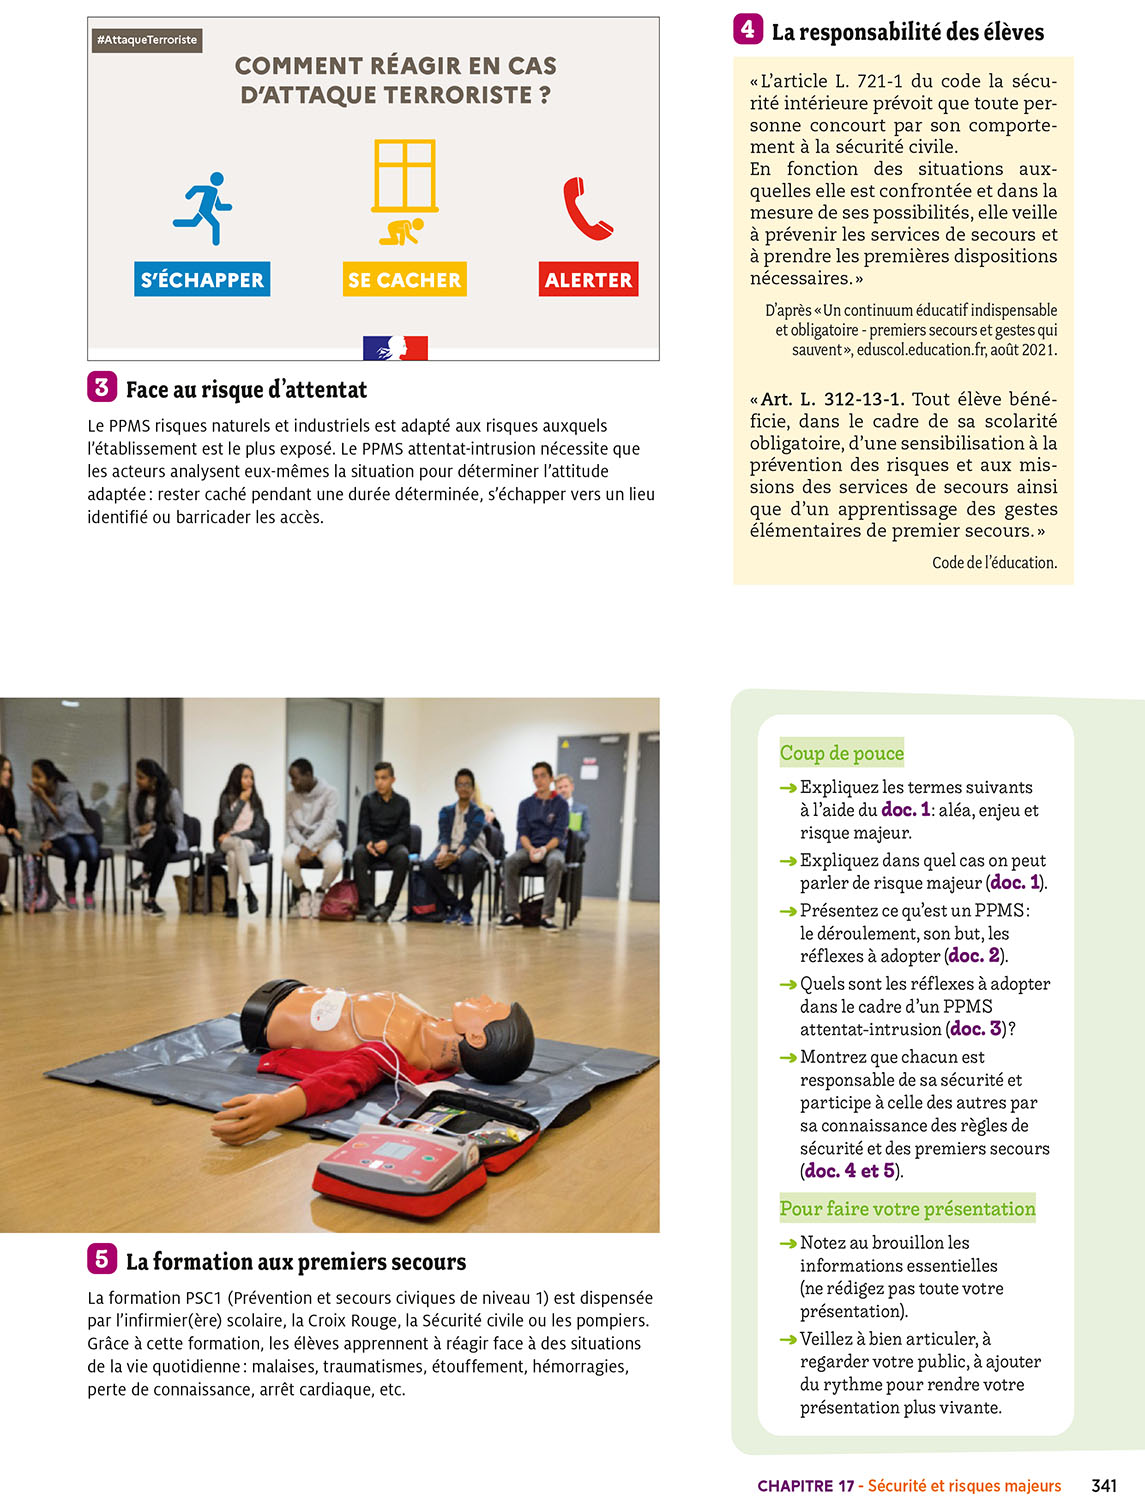 #AttaqueTerroriste
COMMENT RÉAGIR EN CAS
D'ATTAQUE TERRORISTE ?
S'ÉCHAPPER
SE CACHER
ALERTER
3 Face au risque d'attentat
Le PPMS risques naturels et industriels est adapté aux risques auxquels
l'établissement est le plus exposé. Le PPMS attentat-intrusion nécessite que
les acteurs analysent eux-mêmes la situation pour déterminer l'attitude
adaptée : rester caché pendant une durée déterminée, s'échapper vers un lieu
identifié ou barricader les accès.
4 La responsabilité des élèves
« L'article L. 721-1 du code la sécu-
rité intérieure prévoit que toute per-
sonne concourt par son comporte-
ment à la sécurité civile.
En fonction des situations aux-
quelles elle est confrontée et dans la
mesure de ses possibilités, elle veille
à prévenir les services de secours et
à prendre les premières dispositions
nécessaires. »
D'après « Un continuum éducatif indispensable
et obligatoire - premiers secours et gestes qui
sauvent », eduscol.education.fr, août 2021.
« Art. L. 312-13-1. Tout élève béné-
ficie, dans le cadre de sa scolarité
obligatoire, d'une sensibilisation à la
prévention des risques et aux mis-
sions des services de secours ainsi
que d'un apprentissage des gestes
élémentaires de premier secours. »
Code de l'éducation.
5 La formation aux premiers secours
La formation PSC1 (Prévention et secours civiques de niveau 1) est dispensée
par l'infirmier(ère) scolaire, la Croix Rouge, la Sécurité civile ou les pompiers.
Grâce à cette formation, les élèves apprennent à réagir face à des situations
de la vie quotidienne : malaises, traumatismes, étouffement, hémorragies,
perte de connaissance, arrêt cardiaque, etc.
Coup de pouce
➔ Expliquez les termes suivants
à l'aide du doc. 1 : aléa, enjeu et
risque majeur.
➔ Expliquez dans quel cas on peut
parler de risque majeur (doc. 1).
➔ Présentez ce qu'est un PPMS :
le déroulement, son but, les
réflexes à adopter (doc. 2).
➔ Quels sont les réflexes à adopter
dans le cadre d'un PPMS
attentat-intrusion (doc. 3) ?
➔ Montrez que chacun est
responsable de sa sécurité et
participe à celle des autres par
sa connaissance des règles de
sécurité et des premiers secours
(doc. 4 et 5).
Pour faire votre présentation
➔ Notez au brouillon les
informations essentielles
(ne rédigez pas toute votre
présentation).
➔ Veillez à bien articuler, à
regarder votre public, à ajouter
du rythme pour rendre votre
présentation plus vivante.
CHAPITRE 17 - Sécurité et risques majeurs 341